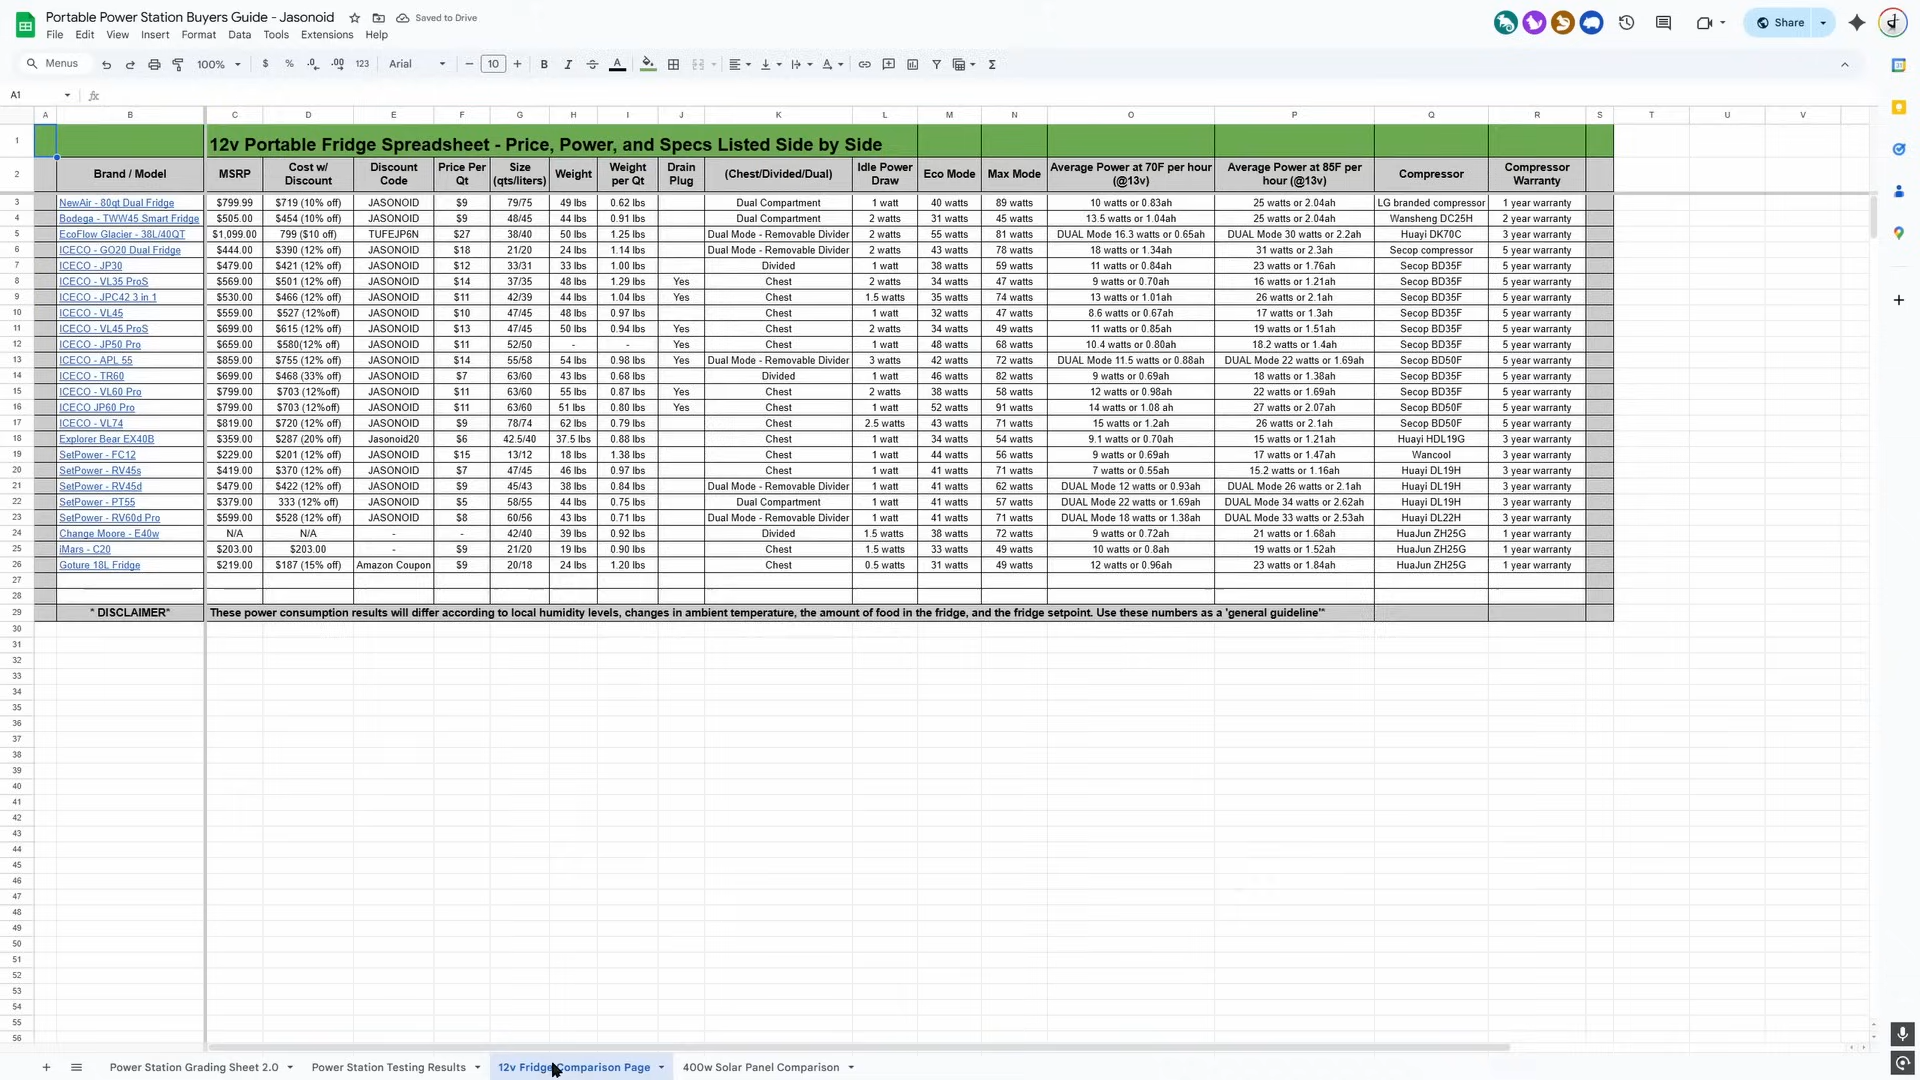 Portable Power Station Buyers Guide - Jasonoid Saved to Drive
File Edit View Insert Format Data Tools Extensions Help
Share
Menus 100% $ % .0 .00 123 Arial 10 B I S A
A1 fx
A B C D E F G H I J K L M N O P Q R S T U V
1 12v Portable Fridge Spreadsheet - Price, Power, and Specs Listed Side by Side
2 Brand / Model MSRP Cost w/ Discount Discount Code Price Per Qt Size (qts/liters) Weight Weight per Qt Drain Plug (Chest/Divided/Dual) Idle Power Draw Eco Mode Max Mode Average Power at 70F per hour (@13v) Average Power at 85F per hour (@13v) Compressor Compressor Warranty
3 NewAir - 80qt Dual Fridge $799.99 $719 (10% off) JASONOID $9 79/75 49 lbs 0.62 lbs Dual Compartment 1 watt 40 watts 89 watts 10 watts or 0.83ah 25 watts or 2.04ah LG branded compressor 1 year warranty
4 Bodega - TWW45 Smart Fridge $505.00 $454 (10% off) JASONOID $9 48/45 44 lbs 0.91 lbs Dual Compartment 2 watts 31 watts 45 watts 13.5 watts or 1.04ah 25 watts or 2.04ah Wansheng DC25H 2 year warranty
5 EcoFlow Glacier - 38L/40QT $1,099.00 799 ($10 off) TUFEJP6N $27 38/40 50 lbs 1.25 lbs Dual Mode - Removable Divider 2 watts 55 watts 81 watts DUAL Mode 16.3 watts or 0.65ah DUAL Mode 30 watts or 2.2ah Huayi DK70C 3 year warranty
6 ICECO - GO20 Dual Fridge $444.00 $390 (12% off) JASONOID $18 21/20 24 lbs 1.14 lbs Dual Mode - Removable Divider 2 watts 43 watts 78 watts 18 watts or 1.34ah 31 watts or 2.3ah Secop compressor 5 year warranty
7 ICECO - JP30 $479.00 $421 (12% off) JASONOID $12 33/31 33 lbs 1.00 lbs Divided 1 watt 38 watts 59 watts 11 watts or 0.84ah 23 watts or 1.76ah Secop BD35F 5 year warranty
8 ICECO - VL35 ProS $569.00 $501 (12% off) JASONOID $14 37/35 48 lbs 1.29 lbs Yes Chest 2 watts 34 watts 47 watts 9 watts or 0.70ah 16 watts or 1.21ah Secop BD35F 5 year warranty
9 ICECO - JPC42 3 in 1 $530.00 $466 (12% off) JASONOID $11 42/39 44 lbs 1.04 lbs Yes Chest 1.5 watts 35 watts 74 watts 13 watts or 1.01ah 26 watts or 2.1ah Secop BD35F 5 year warranty
10 ICECO - VL45 $559.00 $527 (12%off) JASONOID $10 47/45 48 lbs 0.97 lbs Chest 1 watt 32 watts 47 watts 8.6 watts or 0.67ah 17 watts or 1.3ah Secop BD35F 5 year warranty
11 ICECO - VL45 ProS $699.00 $615 (12% off) JASONOID $13 47/45 50 lbs 0.94 lbs Yes Chest 2 watts 34 watts 49 watts 11 watts or 0.85ah 19 watts or 1.51ah Secop BD35F 5 year warranty
12 ICECO - JP50 Pro $659.00 $580(12% off) JASONOID $11 52/50 - - Yes Chest 1 watt 48 watts 68 watts 10.4 watts or 0.80ah 18.2 watts or 1.4ah Secop BD35F 5 year warranty
13 ICECO - APL 55 $859.00 $755 (12% off) JASONOID $14 55/58 54 lbs 0.98 lbs Yes Dual Mode - Removable Divider 3 watts 42 watts 72 watts DUAL Mode 11.5 watts or 0.88ah DUAL Mode 22 watts or 1.69ah Secop BD50F 5 year warranty
14 ICECO - TR60 $699.00 $468 (33% off) JASONOID $7 63/60 43 lbs 0.68 lbs Divided 1 watt 46 watts 82 watts 9 watts or 0.69ah 18 watts or 1.38ah Secop BD35F 5 year warranty
15 ICECO - VL60 Pro $799.00 $703 (12% off) JASONOID $11 63/60 55 lbs 0.87 lbs Yes Chest 2 watts 38 watts 58 watts 12 watts or 0.98ah 22 watts or 1.69ah Secop BD35F 5 year warranty
16 ICECO JP60 Pro $799.00 $703 (12%off) JASONOID $11 63/60 51 lbs 0.80 lbs Yes Chest 1 watt 52 watts 91 watts 14 watts or 1.08 ah 27 watts or 2.07ah Secop BD50F 5 year warranty
17 ICECO - VL74 $819.00 $720 (12% off) JASONOID $9 78/74 62 lbs 0.79 lbs Chest 2.5 watts 43 watts 71 watts 15 watts or 1.2ah 26 watts or 2.1ah Secop BD50F 5 year warranty
18 Explorer Bear EX40B $359.00 $287 (20% off) Jasonoid20 $6 42.5/40 37.5 lbs 0.88 lbs Chest 1 watt 34 watts 54 watts 9.1 watts or 0.70ah 15 watts or 1.21ah Huayi HDL19G 3 year warranty
19 SetPower - FC12 $229.00 $201 (12% off) JASONOID $15 13/12 18 lbs 1.38 lbs Chest 1 watt 44 watts 56 watts 9 watts or 0.69ah 17 watts or 1.47ah Wancool 3 year warranty
20 SetPower - RV45s $419.00 $370 (12% off) JASONOID $7 47/45 46 lbs 0.97 lbs Chest 1 watt 41 watts 71 watts 7 watts or 0.55ah 15.2 watts or 1.16ah Huayi DL19H 3 year warranty
21 SetPower - RV45d $479.00 $422 (12% off) JASONOID $9 45/43 38 lbs 0.84 lbs Dual Mode - Removable Divider 1 watt 41 watts 62 watts DUAL Mode 12 watts or 0.93ah DUAL Mode 26 watts or 2.1ah Huayi DL19H 3 year warranty
22 SetPower - PT55 $379.00 333 (12% off) JASONOID $5 58/55 44 lbs 0.75 lbs Dual Compartment 1 watt 41 watts 57 watts DUAL Mode 22 watts or 1.69ah DUAL Mode 34 watts or 2.62ah Huayi DL19H 3 year warranty
23 SetPower - RV60d Pro $599.00 $528 (12% off) JASONOID $8 60/56 43 lbs 0.71 lbs Dual Mode - Removable Divider 1 watt 41 watts 71 watts DUAL Mode 18 watts or 1.38ah DUAL Mode 33 watts or 2.53ah Huayi DL22H 3 year warranty
24 Change Moore - E40w N/A N/A - - 42/40 39 lbs 0.92 lbs Divided 1.5 watts 38 watts 72 watts 9 watts or 0.72ah 21 watts or 1.68ah HuaJun ZH25G 1 year warranty
25 iMars - C20 $203.00 $203.00 - $9 21/20 19 lbs 0.90 lbs Chest 1.5 watts 33 watts 49 watts 10 watts or 0.8ah 19 watts or 1.52ah HuaJun ZH25G 1 year warranty
26 Goture 18L Fridge $219.00 $187 (15% off) Amazon Coupon $9 20/18 24 lbs 1.20 lbs Chest 0.5 watts 31 watts 49 watts 12 watts or 0.96ah 23 watts or 1.84ah HuaJun ZH25G 1 year warranty
27
28
29 * DISCLAIMER* These power consumption results will differ according to local humidity levels, changes in ambient temperature, the amount of food in the fridge, and the fridge setpoint. Use these numbers as a 'general guideline'*
30
31
32
33
34
35
36
37
38
39
40
41
42
43
44
45
46
47
48
49
50
51
52
53
54
55
56
Power Station Grading Sheet 2.0 Power Station Testing Results 12v Fridge Comparison Page 400w Solar Panel Comparison